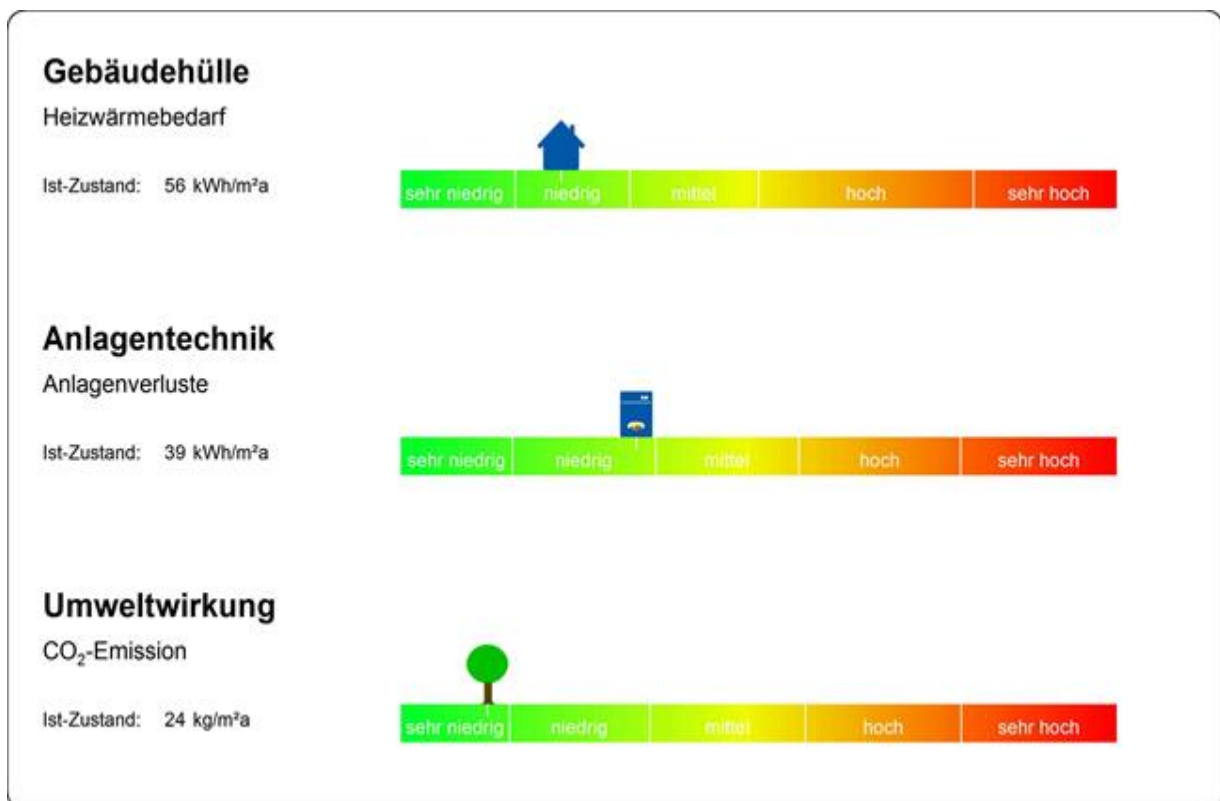 Gebäudehülle
Heizwärmebedarf
Ist-Zustand: 56 kWh/m²a
sehr niedrig niedrig mittel hoch sehr hoch
Anlagentechnik
Anlagenverluste
Ist-Zustand: 39 kWh/m²a
sehr niedrig niedrig mittel hoch sehr hoch
Umweltwirkung
CO₂-Emission
Ist-Zustand: 24 kg/m²a
sehr niedrig niedrig mittel hoch sehr hoch